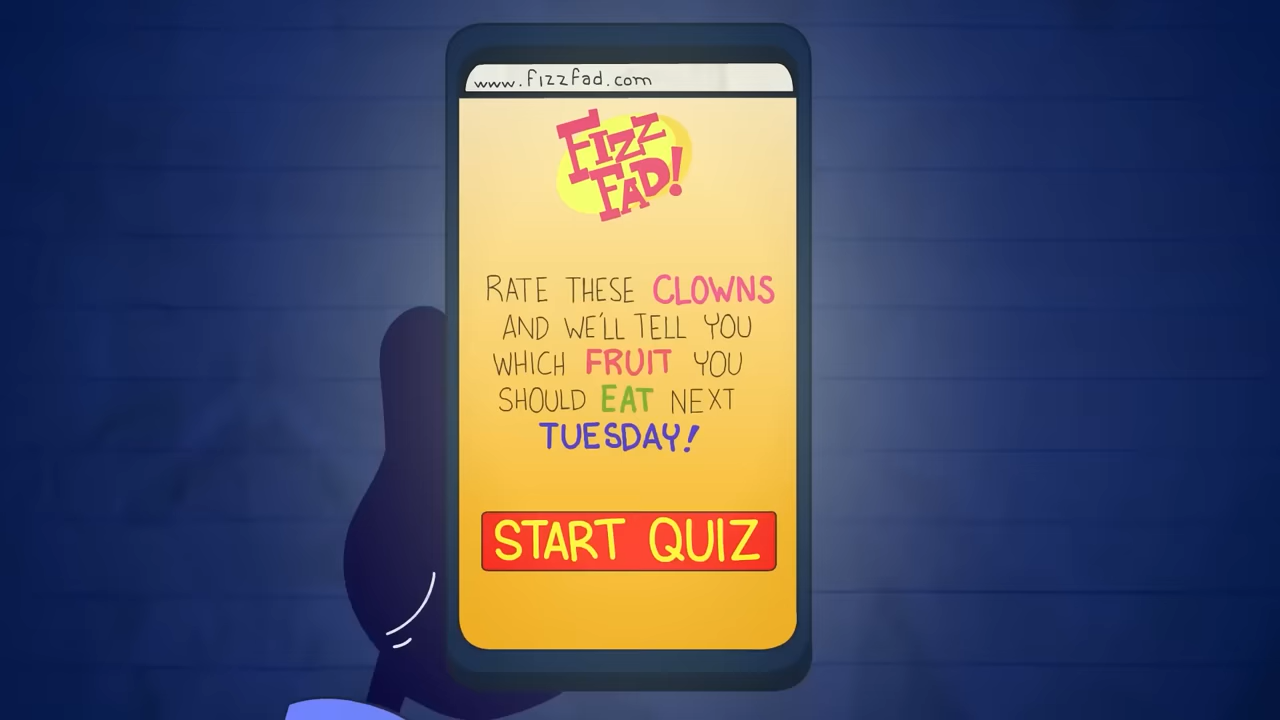 www.fizzfad.com
FIZZ
FAD!
RATE THESE CLOWNS
AND WE'LL TELL YOU
WHICH FRUIT YOU
SHOULD EAT NEXT
TUESDAY!
START QUIZ